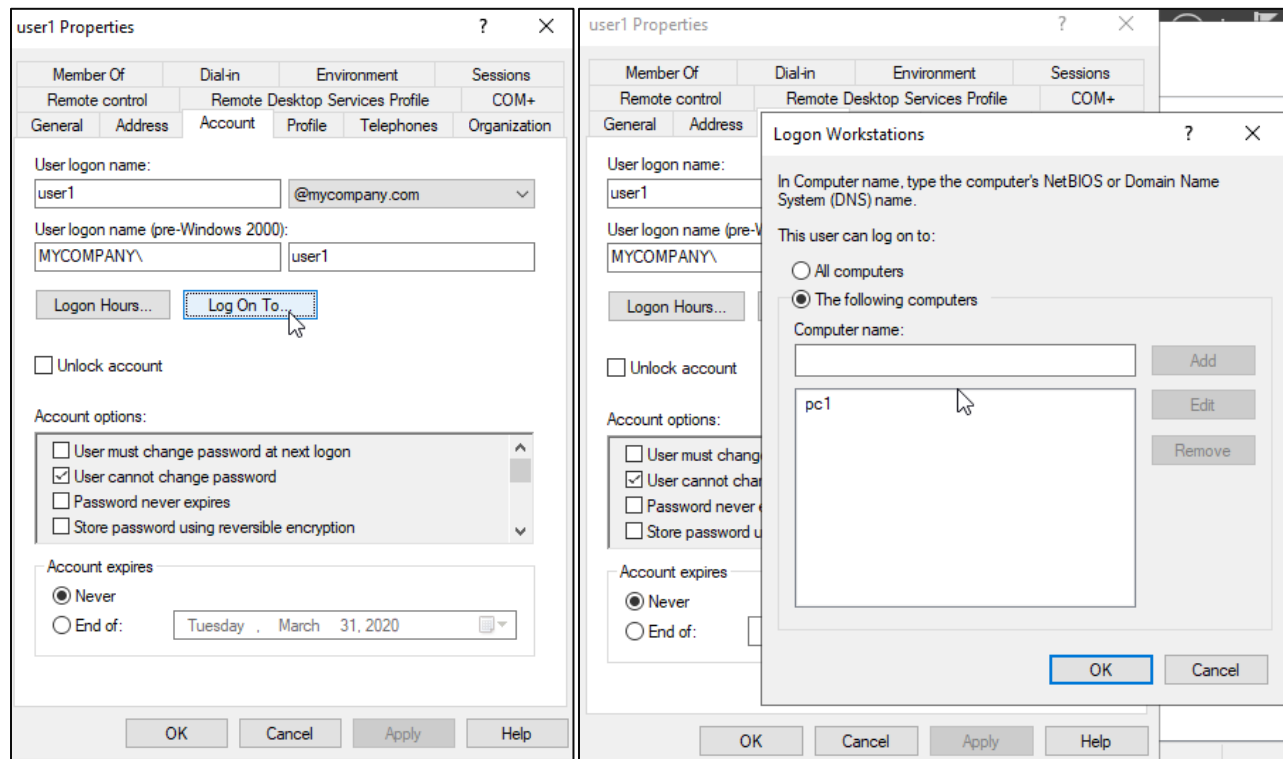 user1 Properties ? X
Member Of Dial-in Environment Sessions
Remote control Remote Desktop Services Profile COM+
General Address Account Profile Telephones Organization
User logon name:
user1 @mycompany.com
User logon name (pre-Windows 2000):
MYCOMPANY\ user1
Logon Hours... Log On To...
Unlock account
Account options:
User must change password at next logon
User cannot change password
Password never expires
Store password using reversible encryption
Account expires
Never
End of: Tuesday , March 31, 2020
OK Cancel Apply Help
user1 Properties ? X
Member Of Dial-in Environment Sessions
Remote control Remote Desktop Services Profile COM+
General Address
User logon name:
user1
User logon name (pre-W
MYCOMPANY\
Logon Hours...
Unlock account
Account options:
User must chang
User cannot char
Password never e
Store password u
Account expires
Never
End of:
OK Cancel Apply Help
Logon Workstations ? X
In Computer name, type the computer's NetBIOS or Domain Name
System (DNS) name.
This user can log on to:
All computers
The following computers
Computer name:
Add
pc1
Edit
Remove
OK Cancel